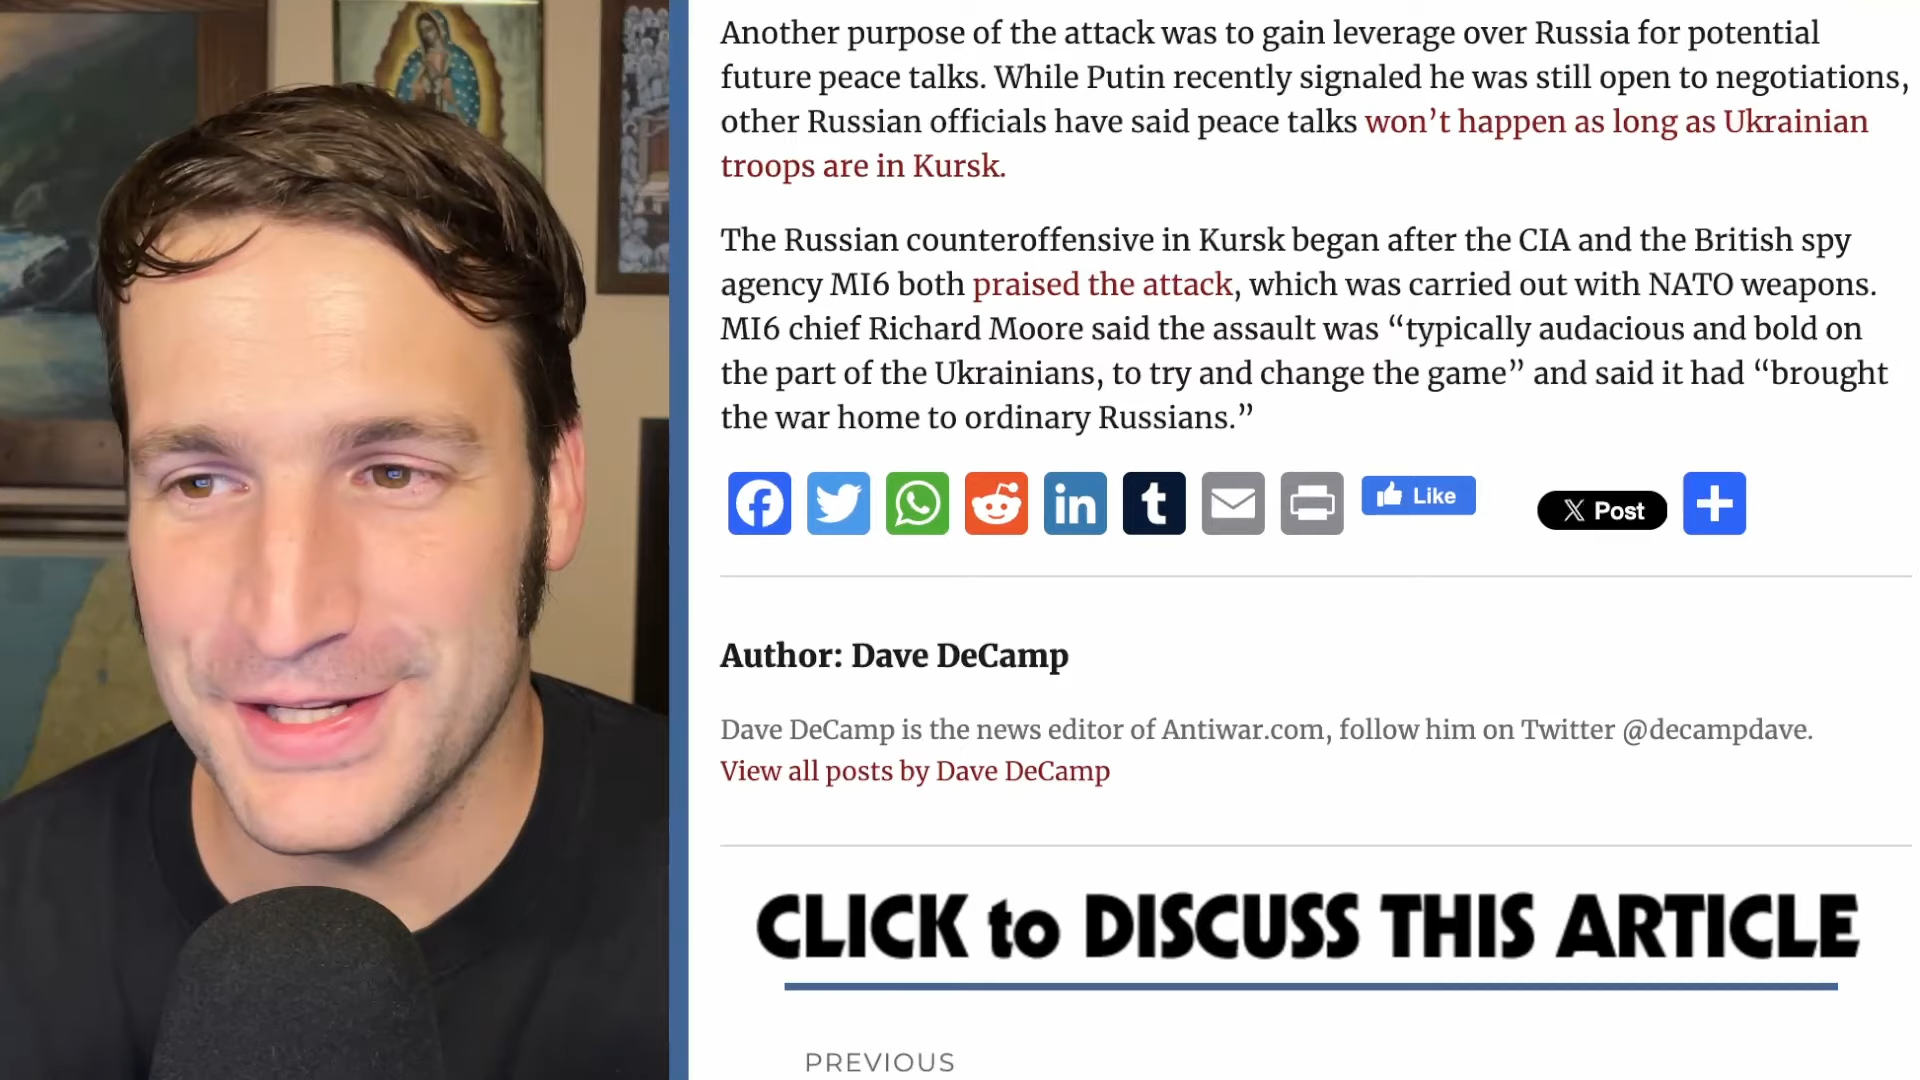 Another purpose of the attack was to gain leverage over Russia for potential
future peace talks. While Putin recently signaled he was still open to negotiations,
other Russian officials have said peace talks won’t happen as long as Ukrainian
troops are in Kursk.
The Russian counteroffensive in Kursk began after the CIA and the British spy
agency MI6 both praised the attack, which was carried out with NATO weapons.
MI6 chief Richard Moore said the assault was “typically audacious and bold on
the part of the Ukrainians, to try and change the game” and said it had “brought
the war home to ordinary Russians.”
Like
X Post
Author: Dave DeCamp
Dave DeCamp is the news editor of Antiwar.com, follow him on Twitter @decampdave.
View all posts by Dave DeCamp
CLICK to DISCUSS THIS ARTICLE
PREVIOUS